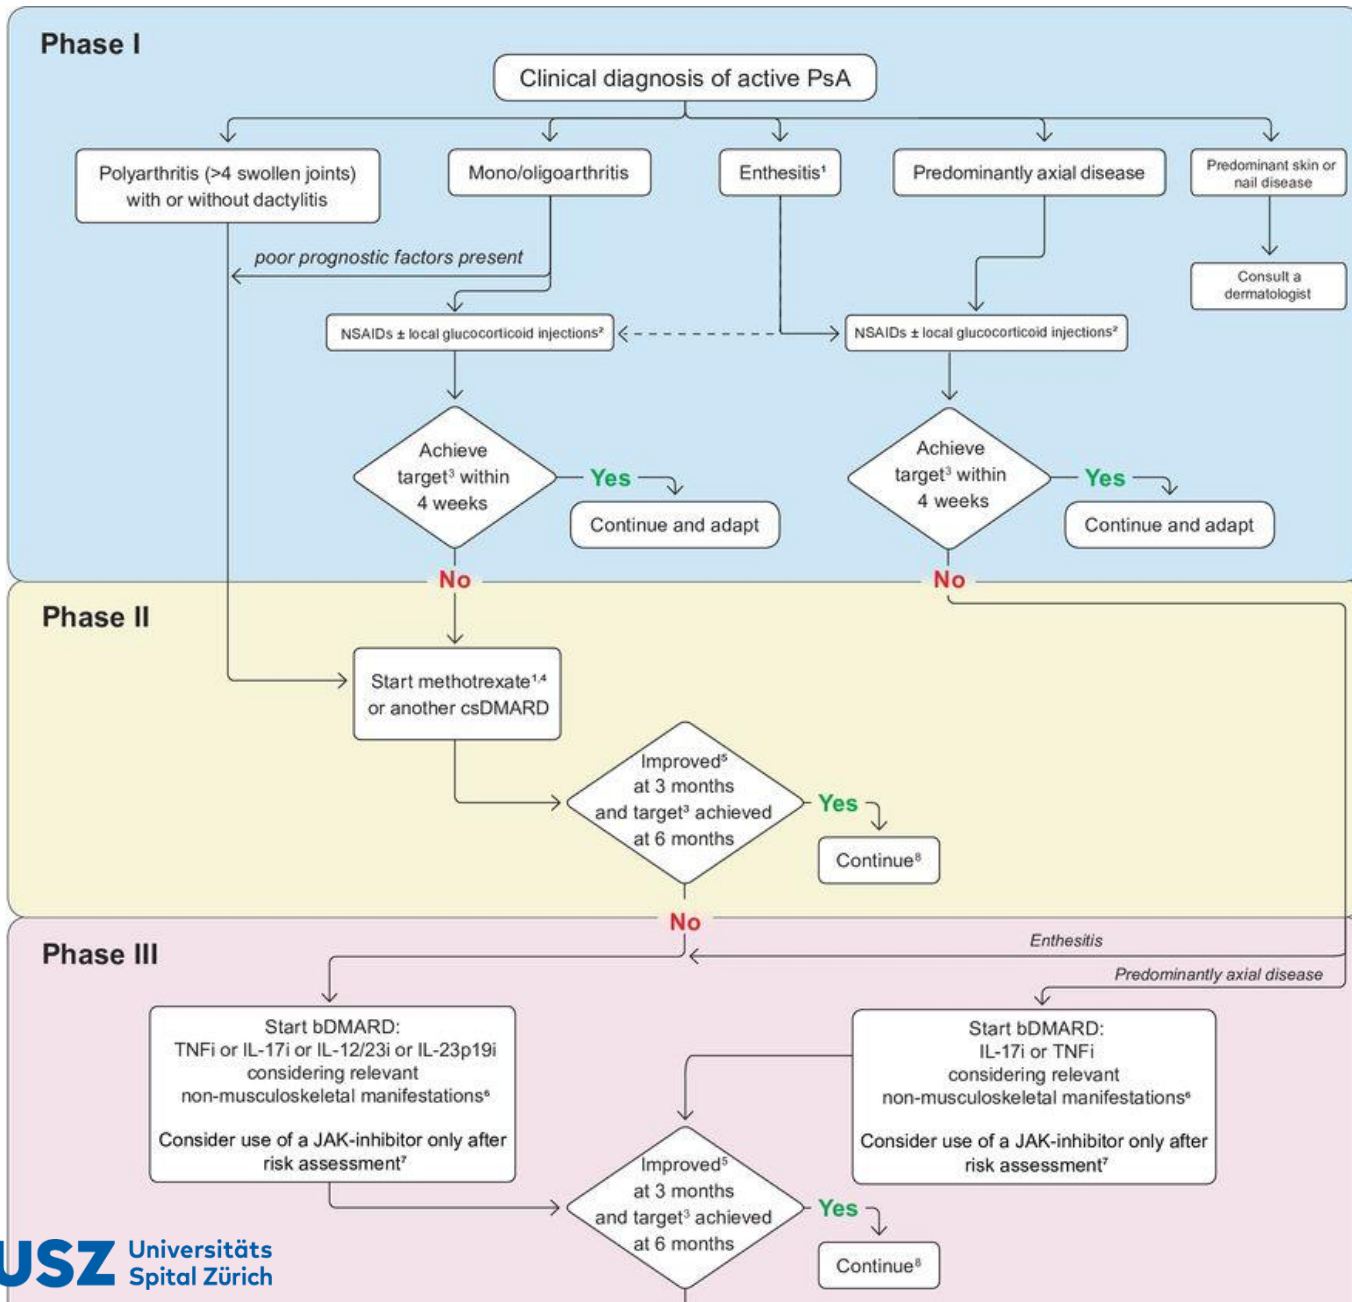 Phase I
Clinical diagnosis of active PsA
Polyarthritis (>4 swollen joints)
with or without dactylitis
Mono/oligoarthritis
Enthesitis¹
Predominantly axial disease
Predominant skin or
nail disease
poor prognostic factors present
Consult a
dermatologist
NSAIDs ± local glucocorticoid injections²
NSAIDs ± local glucocorticoid injections²
Achieve
target³ within
4 weeks
Yes
Continue and adapt
No
Achieve
target³ within
4 weeks
Yes
Continue and adapt
No
Phase II
Start methotrexate¹,⁴
or another csDMARD
Improved⁵
at 3 months
and target³ achieved
at 6 months
Yes
Continue⁸
No
Phase III
Enthesitis
Predominantly axial disease
Start bDMARD:
TNFi or IL-17i or IL-12/23i or IL-23p19i
considering relevant
non-musculoskeletal manifestations⁶
Consider use of a JAK-inhibitor only after
risk assessment⁷
Start bDMARD:
IL-17i or TNFi
considering relevant
non-musculoskeletal manifestations⁶
Consider use of a JAK-inhibitor only after
risk assessment⁷
Improved⁵
at 3 months
and target³ achieved
at 6 months
Yes
Continue⁸
USZ Universitäts
Spital Zürich